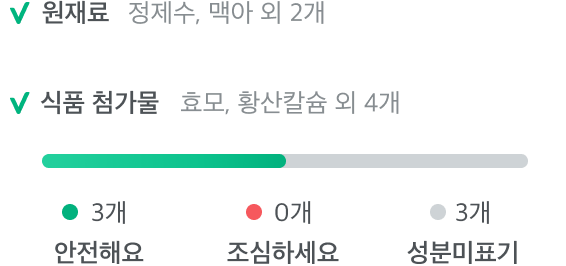 원재료 정제수, 맥아 외 2개
식품 첨가물 효모, 황산칼슘 외 4개
3개 0개 3개
안전해요 조심하세요 성분미표기